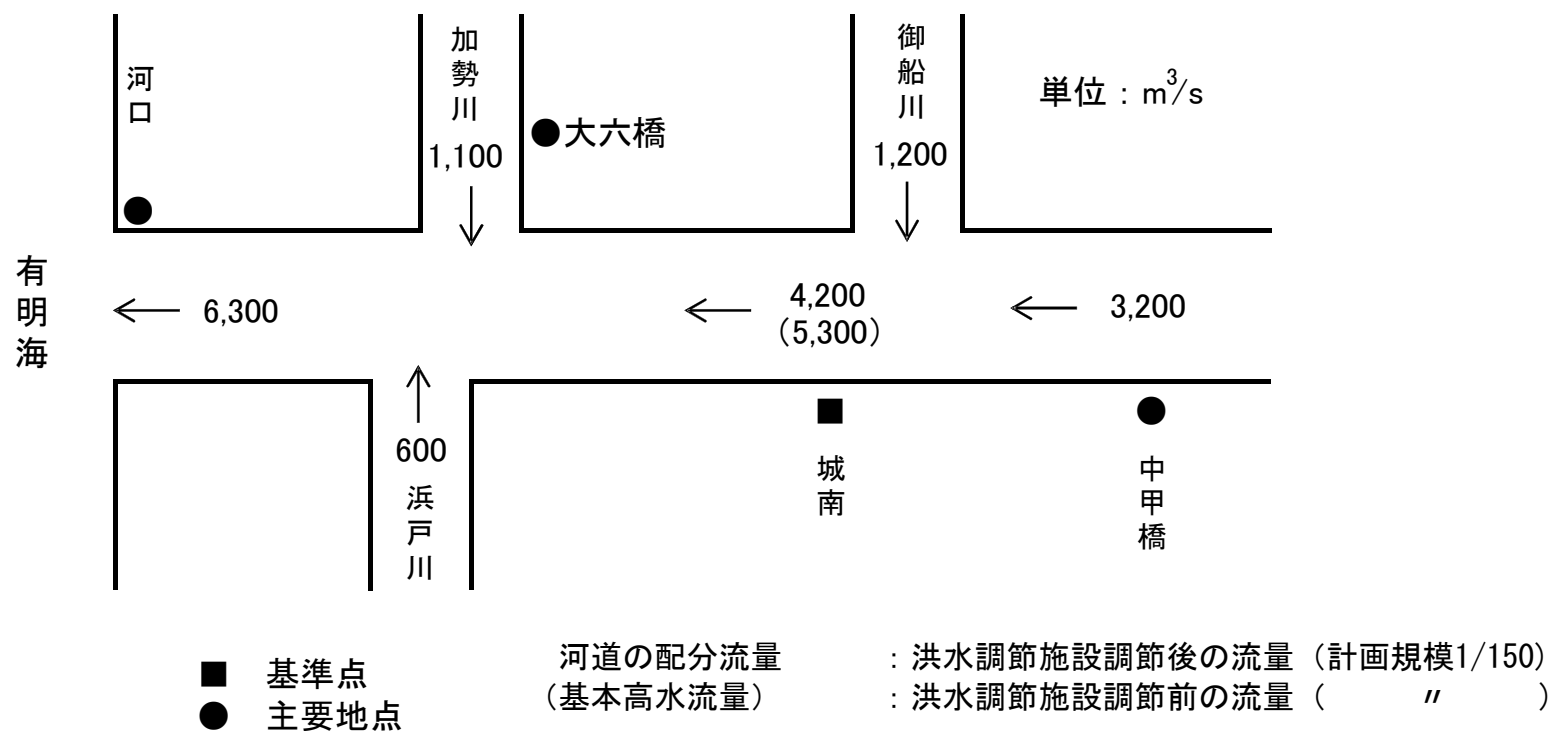 河口
加勢川
1,100
●大六橋
御船川
1,200
単位：m³/s
有明海
6,300
4,200
（5,300）
3,200
600
浜戸川
城南
中甲橋
■ 基準点
● 主要地点
河道の配分流量 ：洪水調節施設調節後の流量（計画規模1/150）
（基本高水流量） ：洪水調節施設調節前の流量（ 〃 ）